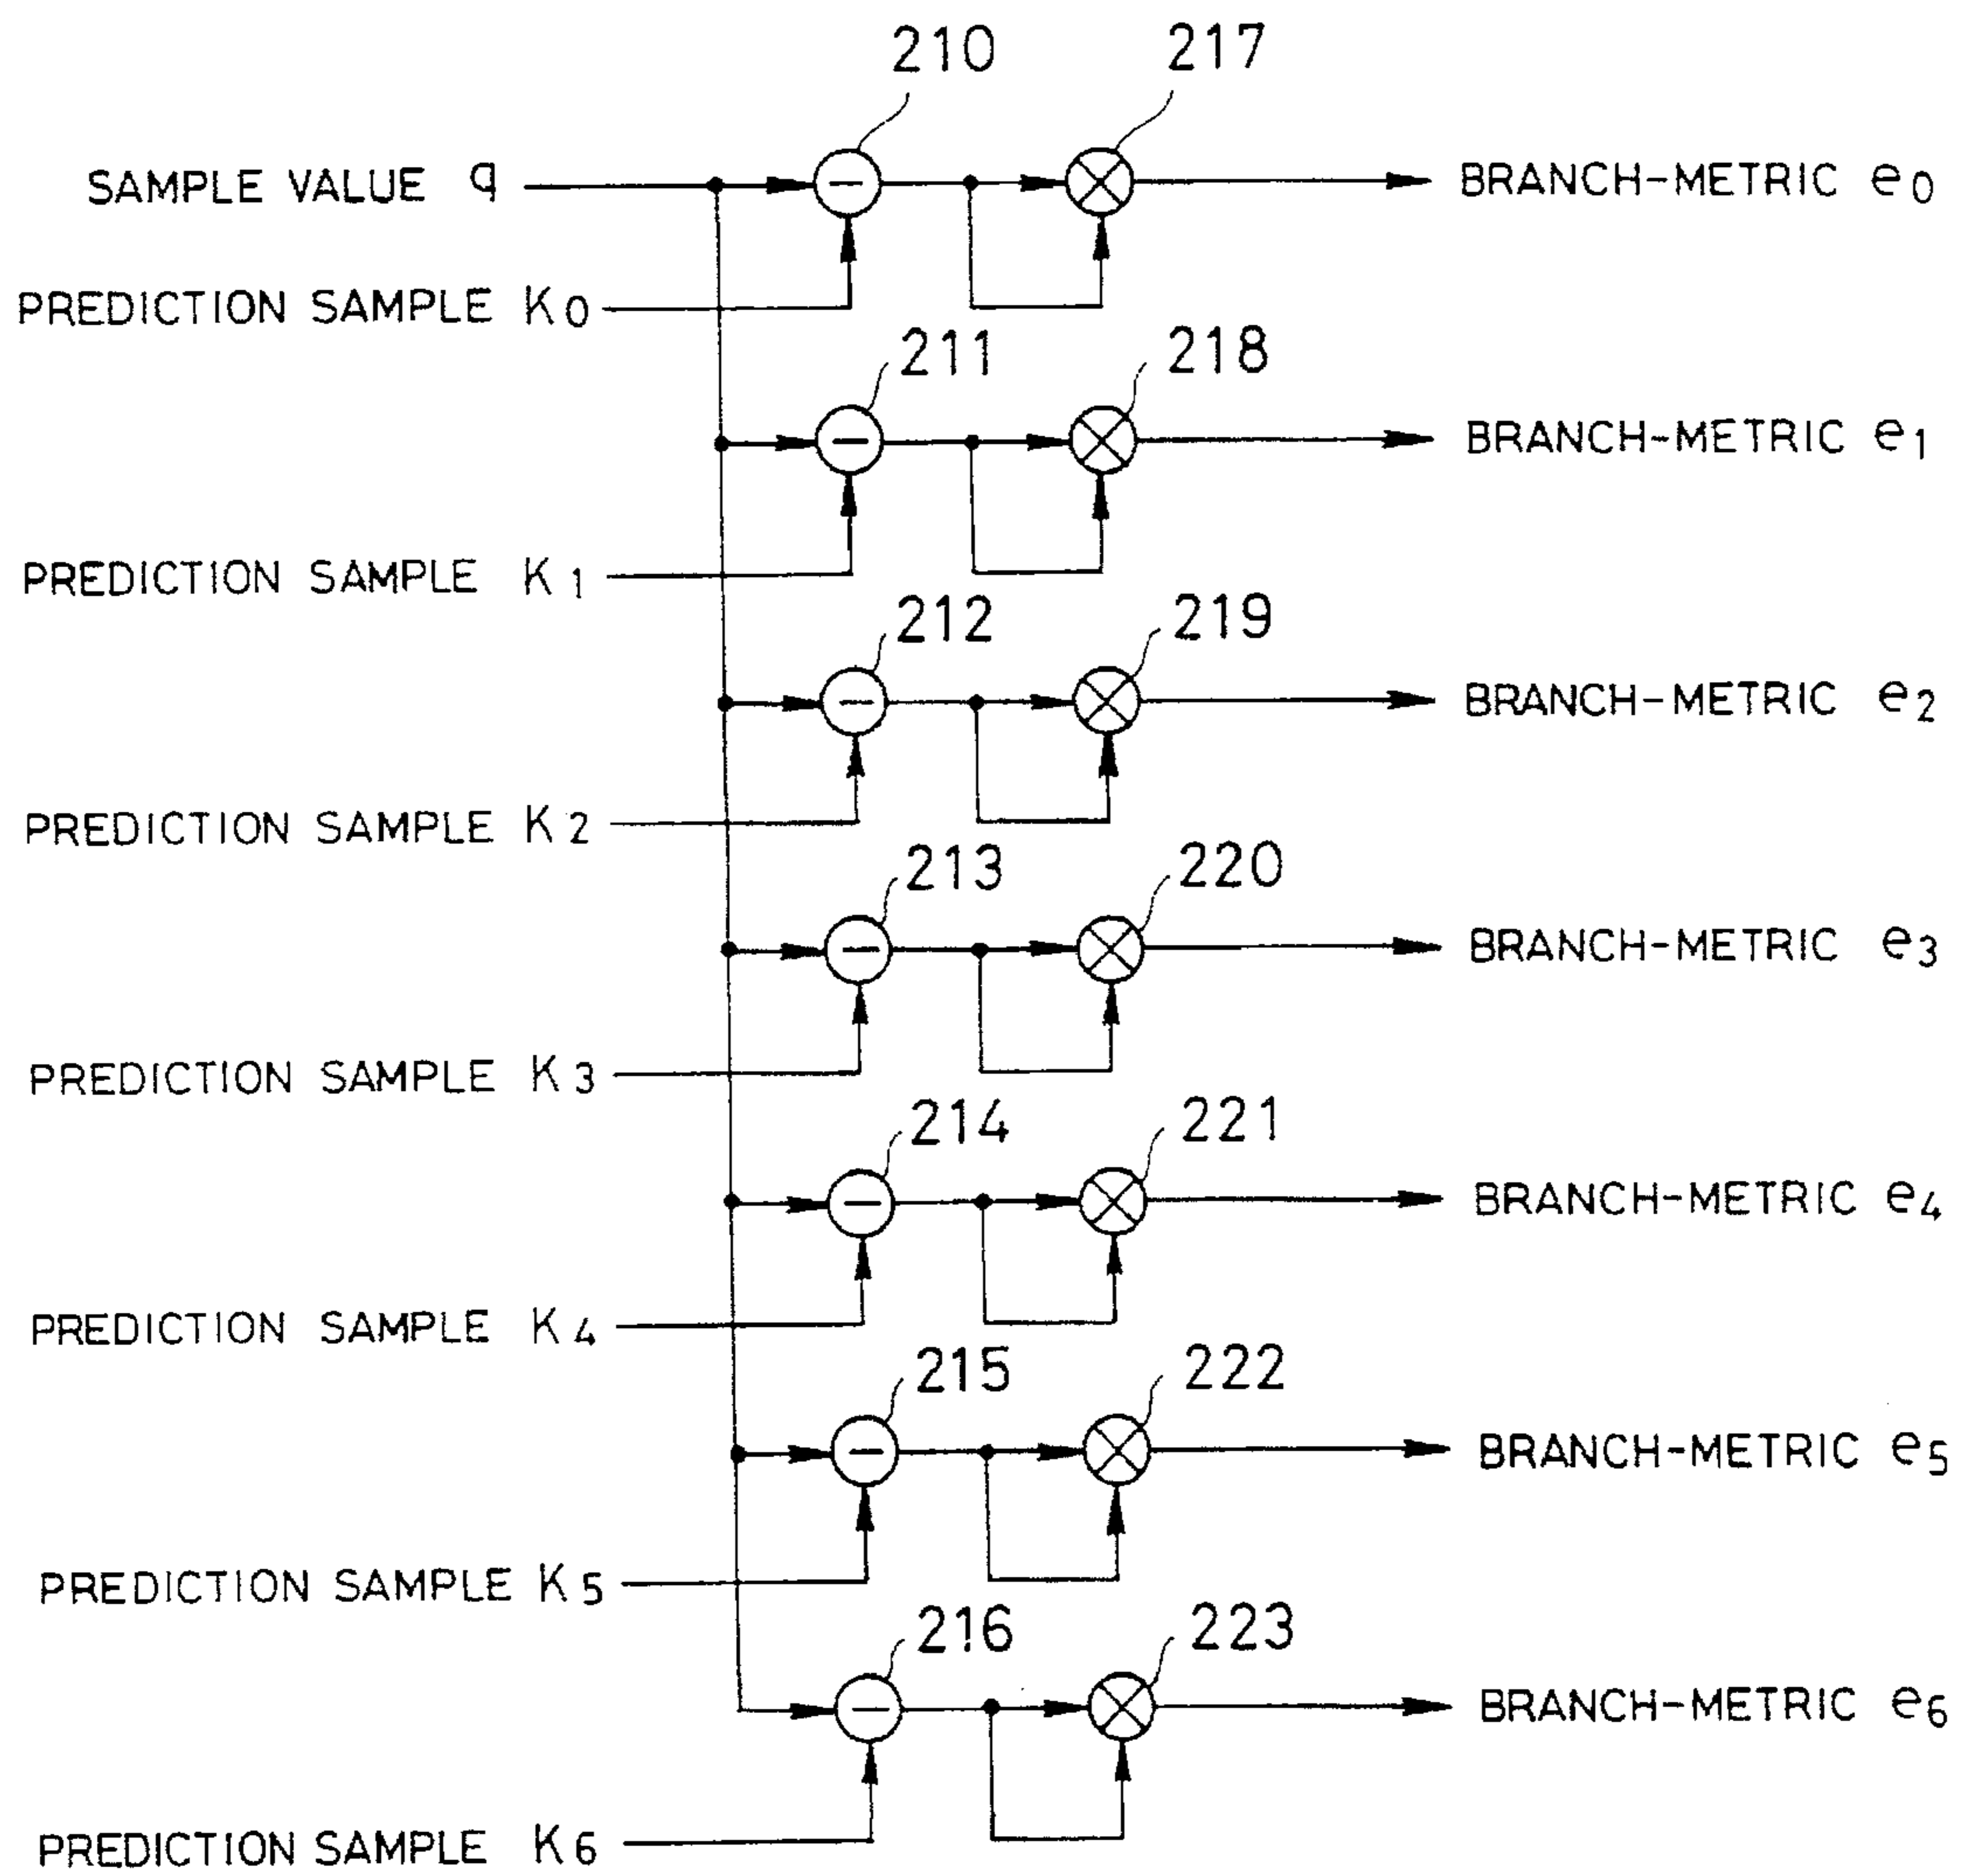 210 217
SAMPLE VALUE q BRANCH-METRIC e0
PREDICTION SAMPLE K0
211 218
BRANCH-METRIC e1
PREDICTION SAMPLE K1
212 219
BRANCH-METRIC e2
PREDICTION SAMPLE K2
213 220
BRANCH-METRIC e3
PREDICTION SAMPLE K3
214 221
BRANCH-METRIC e4
PREDICTION SAMPLE K4
215 222
BRANCH-METRIC e5
PREDICTION SAMPLE K5
216 223
BRANCH-METRIC e6
PREDICTION SAMPLE K6